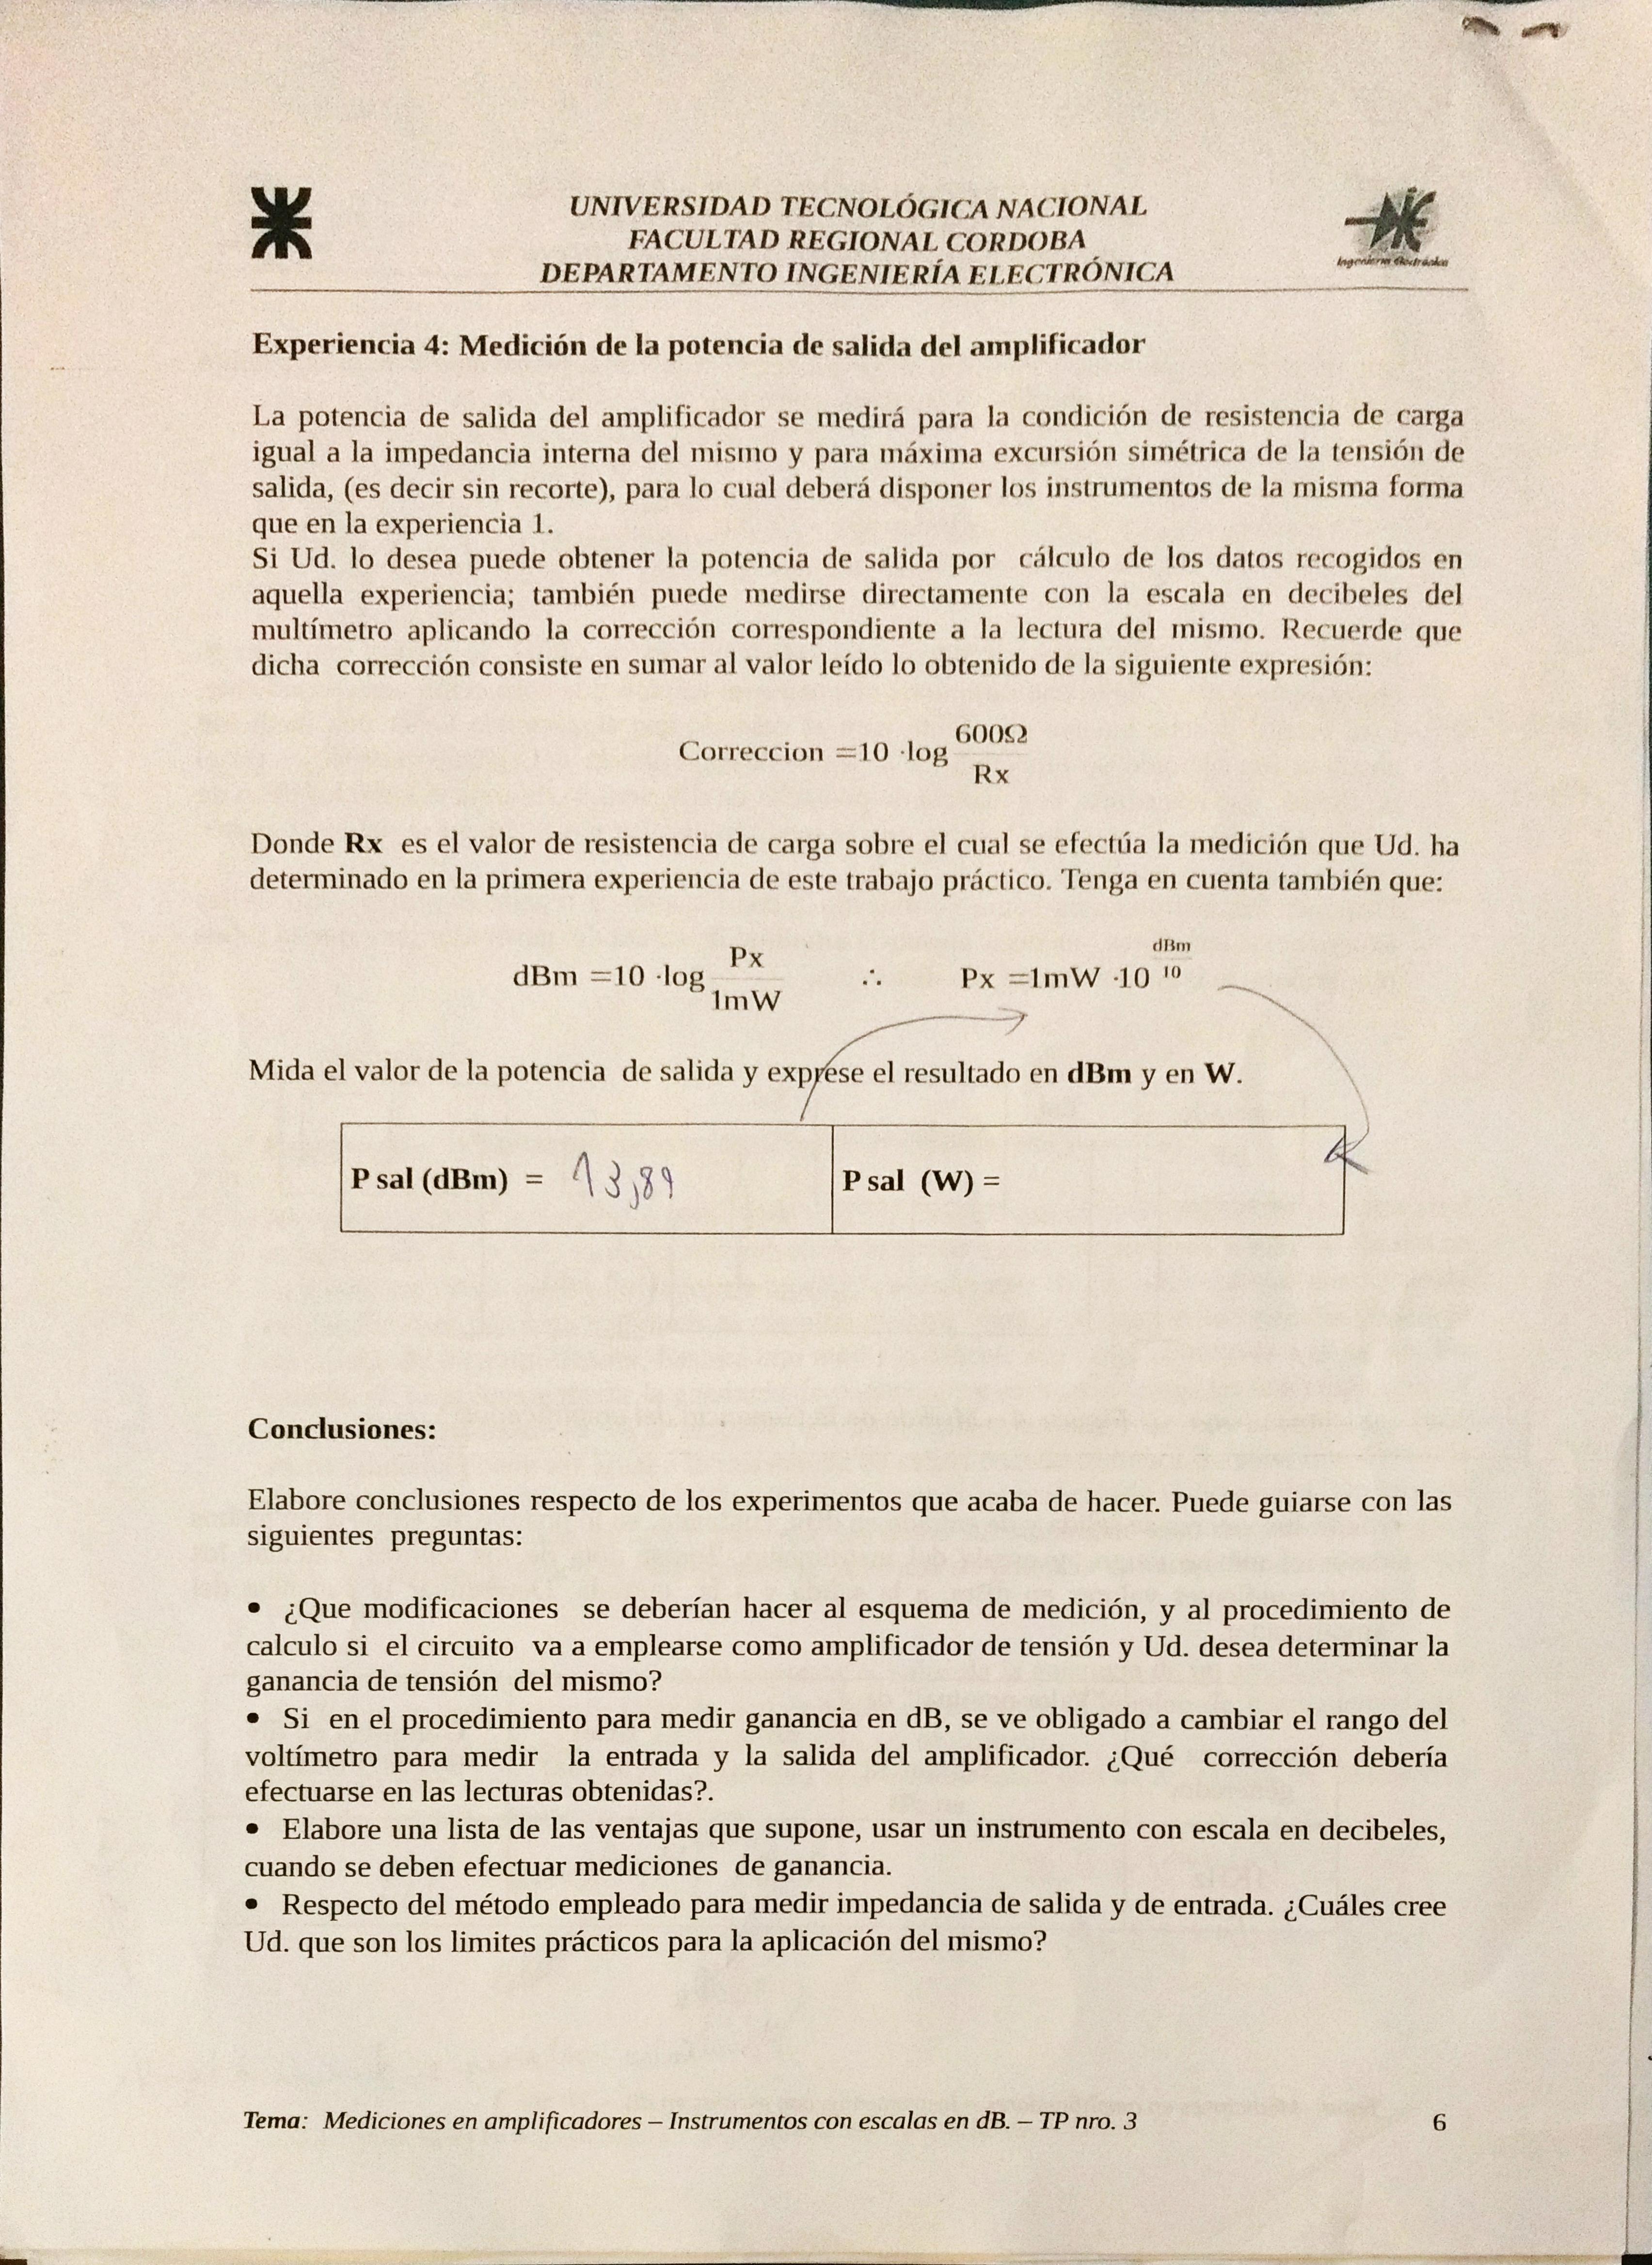 UNIVERSIDAD TECNOLÓGICA NACIONAL
FACULTAD REGIONAL CORDOBA
DEPARTAMENTO INGENIERÍA ELECTRÓNICA
Ingeniería Electrónica
Experiencia 4: Medición de la potencia de salida del amplificador
La potencia de salida del amplificador se medirá para la condición de resistencia de carga
igual a la impedancia interna del mismo y para máxima excursión simétrica de la tensión de
salida, (es decir sin recorte), para lo cual deberá disponer los instrumentos de la misma forma
que en la experiencia 1.
Si Ud. lo desea puede obtener la potencia de salida por cálculo de los datos recogidos en
aquella experiencia; también puede medirse directamente con la escala en decibeles del
multímetro aplicando la corrección correspondiente a la lectura del mismo. Recuerde que
dicha corrección consiste en sumar al valor leído lo obtenido de la siguiente expresión:
Correccion =10 ·log 600Ω / Rx
Donde Rx es el valor de resistencia de carga sobre el cual se efectúa la medición que Ud. ha
determinado en la primera experiencia de este trabajo práctico. Tenga en cuenta también que:
dBm =10 ·log Px / 1mW ∴ Px =1mW ·10 dBm / 10
Mida el valor de la potencia de salida y exprese el resultado en dBm y en W.
P sal (dBm) = 13,89 P sal (W) =
Conclusiones:
Elabore conclusiones respecto de los experimentos que acaba de hacer. Puede guiarse con las
siguientes preguntas:
• ¿Que modificaciones se deberían hacer al esquema de medición, y al procedimiento de
calculo si el circuito va a emplearse como amplificador de tensión y Ud. desea determinar la
ganancia de tensión del mismo?
• Si en el procedimiento para medir ganancia en dB, se ve obligado a cambiar el rango del
voltímetro para medir la entrada y la salida del amplificador. ¿Qué corrección debería
efectuarse en las lecturas obtenidas?.
• Elabore una lista de las ventajas que supone, usar un instrumento con escala en decibeles,
cuando se deben efectuar mediciones de ganancia.
• Respecto del método empleado para medir impedancia de salida y de entrada. ¿Cuáles cree
Ud. que son los limites prácticos para la aplicación del mismo?
Tema: Mediciones en amplificadores – Instrumentos con escalas en dB. – TP nro. 3 6